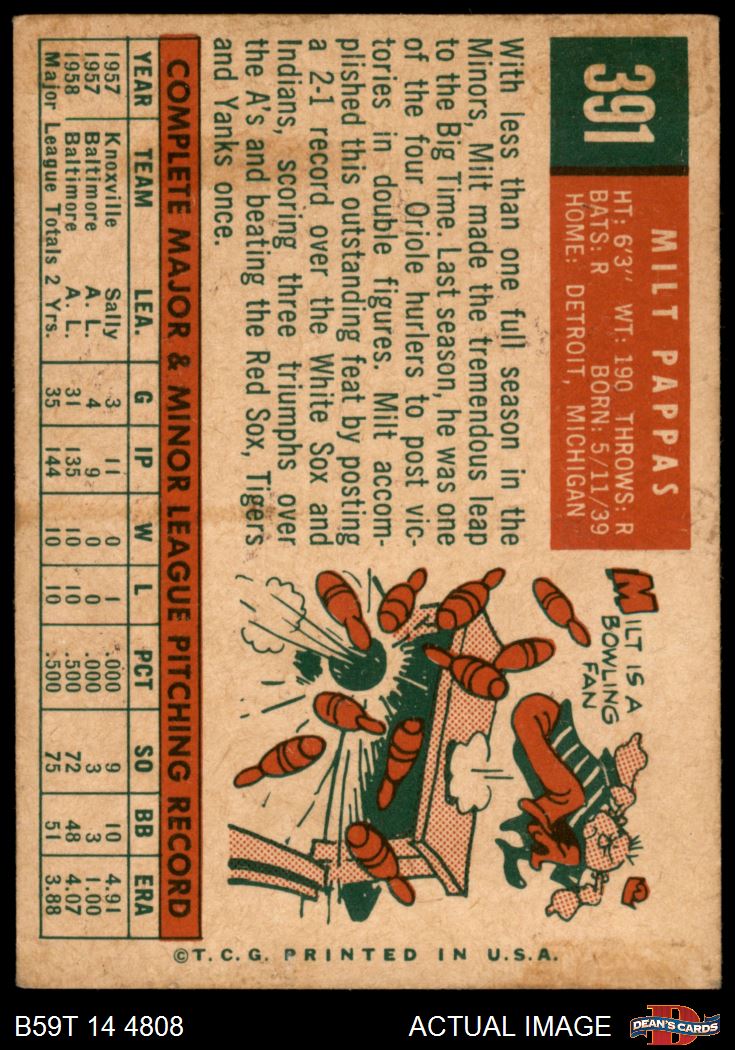 391
MILT PAPPAS
HT: 6'3" WT: 190 THROWS: R
BATS: R BORN: 5/11/39
HOME: DETROIT, MICHIGAN
With less than one full season in the
Minors, Milt made the tremendous leap
to the Big Time. Last season, he was one
of the four Oriole hurlers to post vic-
tories in double figures. Milt accom-
plished this outstanding feat by posting
a 2-1 record over the White Sox and
Indians, scoring three triumphs over
the A's and beating the Red Sox, Tigers
and Yanks once.
MILT IS A
BOWLING
FAN
COMPLETE MAJOR & MINOR LEAGUE PITCHING RECORD
YEAR TEAM LEA. G IP W L PCT SO BB ERA
1957 Knoxville Sally 3 11 0 1 .000 9 10 4.91
1957 Baltimore A. L. 4 9 0 0 .000 3 3 1.00
1958 Baltimore A. L. 31 135 10 10 .500 72 48 4.07
Major League Totals 2 Yrs. 35 144 10 10 .500 75 51 3.88
©T. C. G. PRINTED IN U.S.A.
B59T 14 4808
ACTUAL IMAGE
DEAN'S CARDS